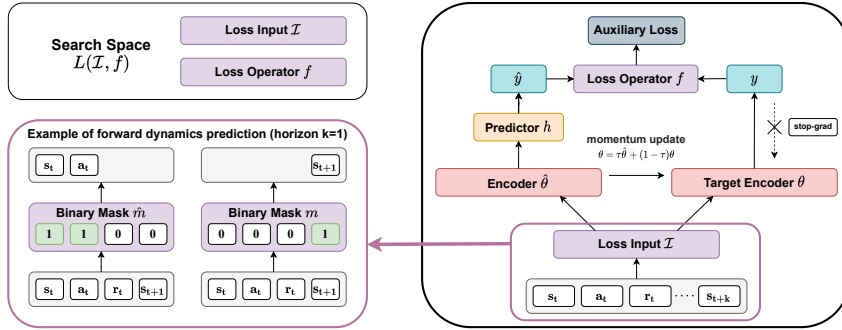 Search Space
L(𝓘, f)
Loss Input 𝓘
Loss Operator f
Example of forward dynamics prediction (horizon k=1)
s_t a_t
s_{t+1}
Binary Mask m̂
1 1 0 0
Binary Mask m
0 0 0 1
s_t a_t r_t s_{t+1}
s_t a_t r_t s_{t+1}
Auxiliary Loss
ŷ
Loss Operator f
y
Predictor h
stop-grad
momentum update
θ = τθ̂ + (1 − τ)θ
Encoder θ̂
Target Encoder θ
Loss Input 𝓘
s_t a_t r_t ···· s_{t+k}